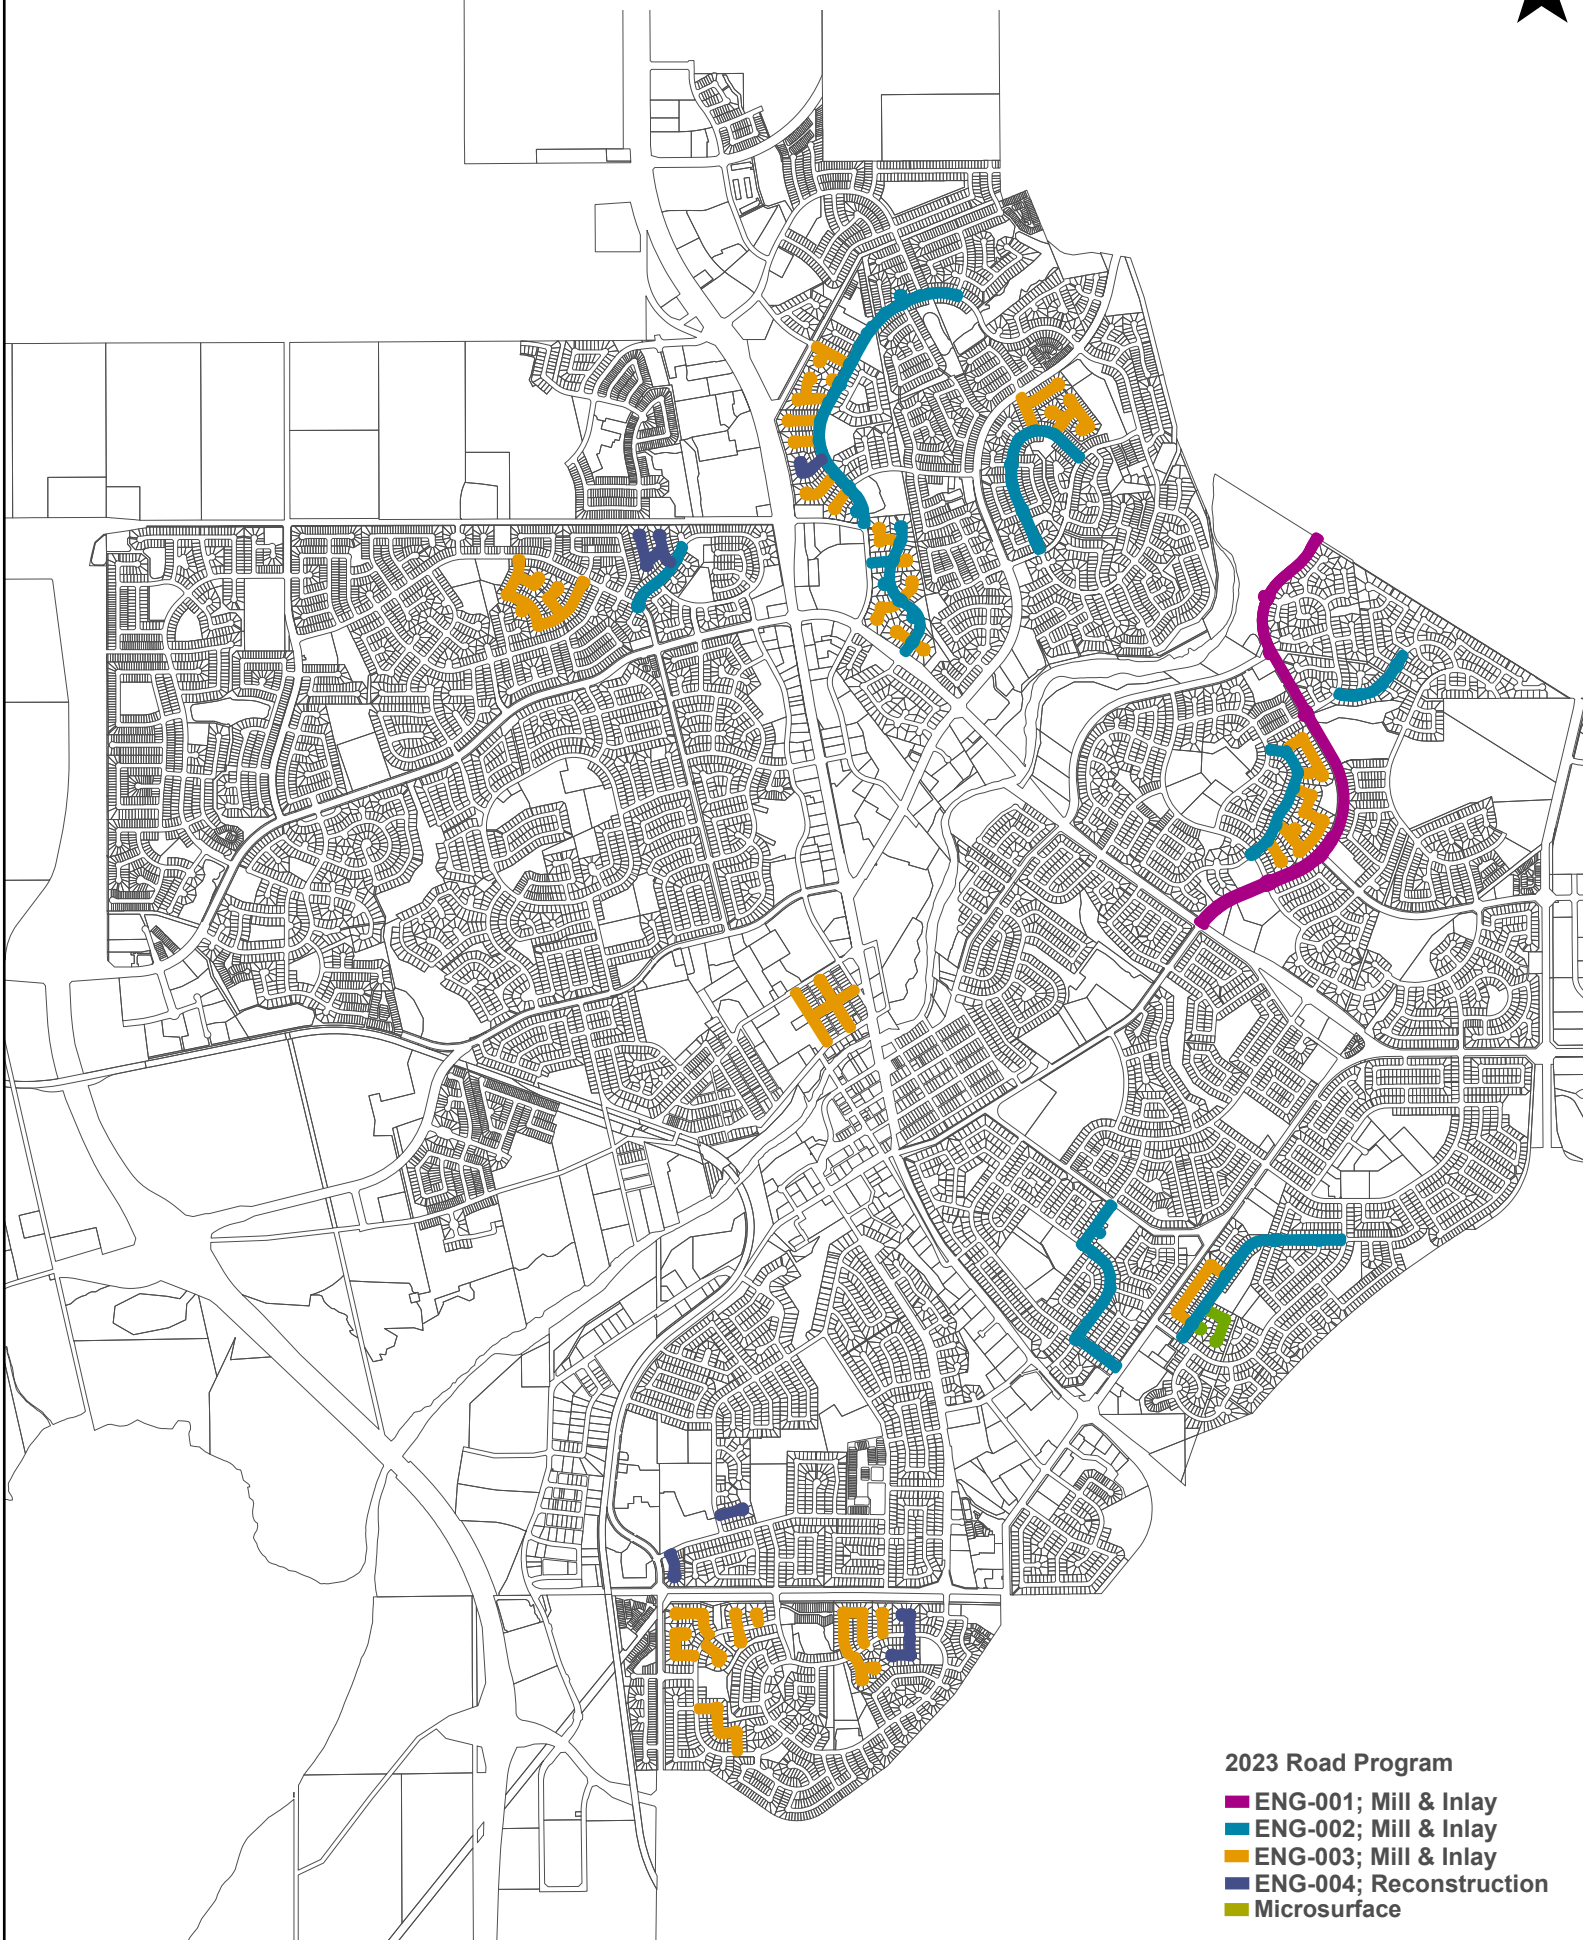 2023 Road Program
ENG-001; Mill & Inlay
ENG-002; Mill & Inlay
ENG-003; Mill & Inlay
ENG-004; Reconstruction
Microsurface